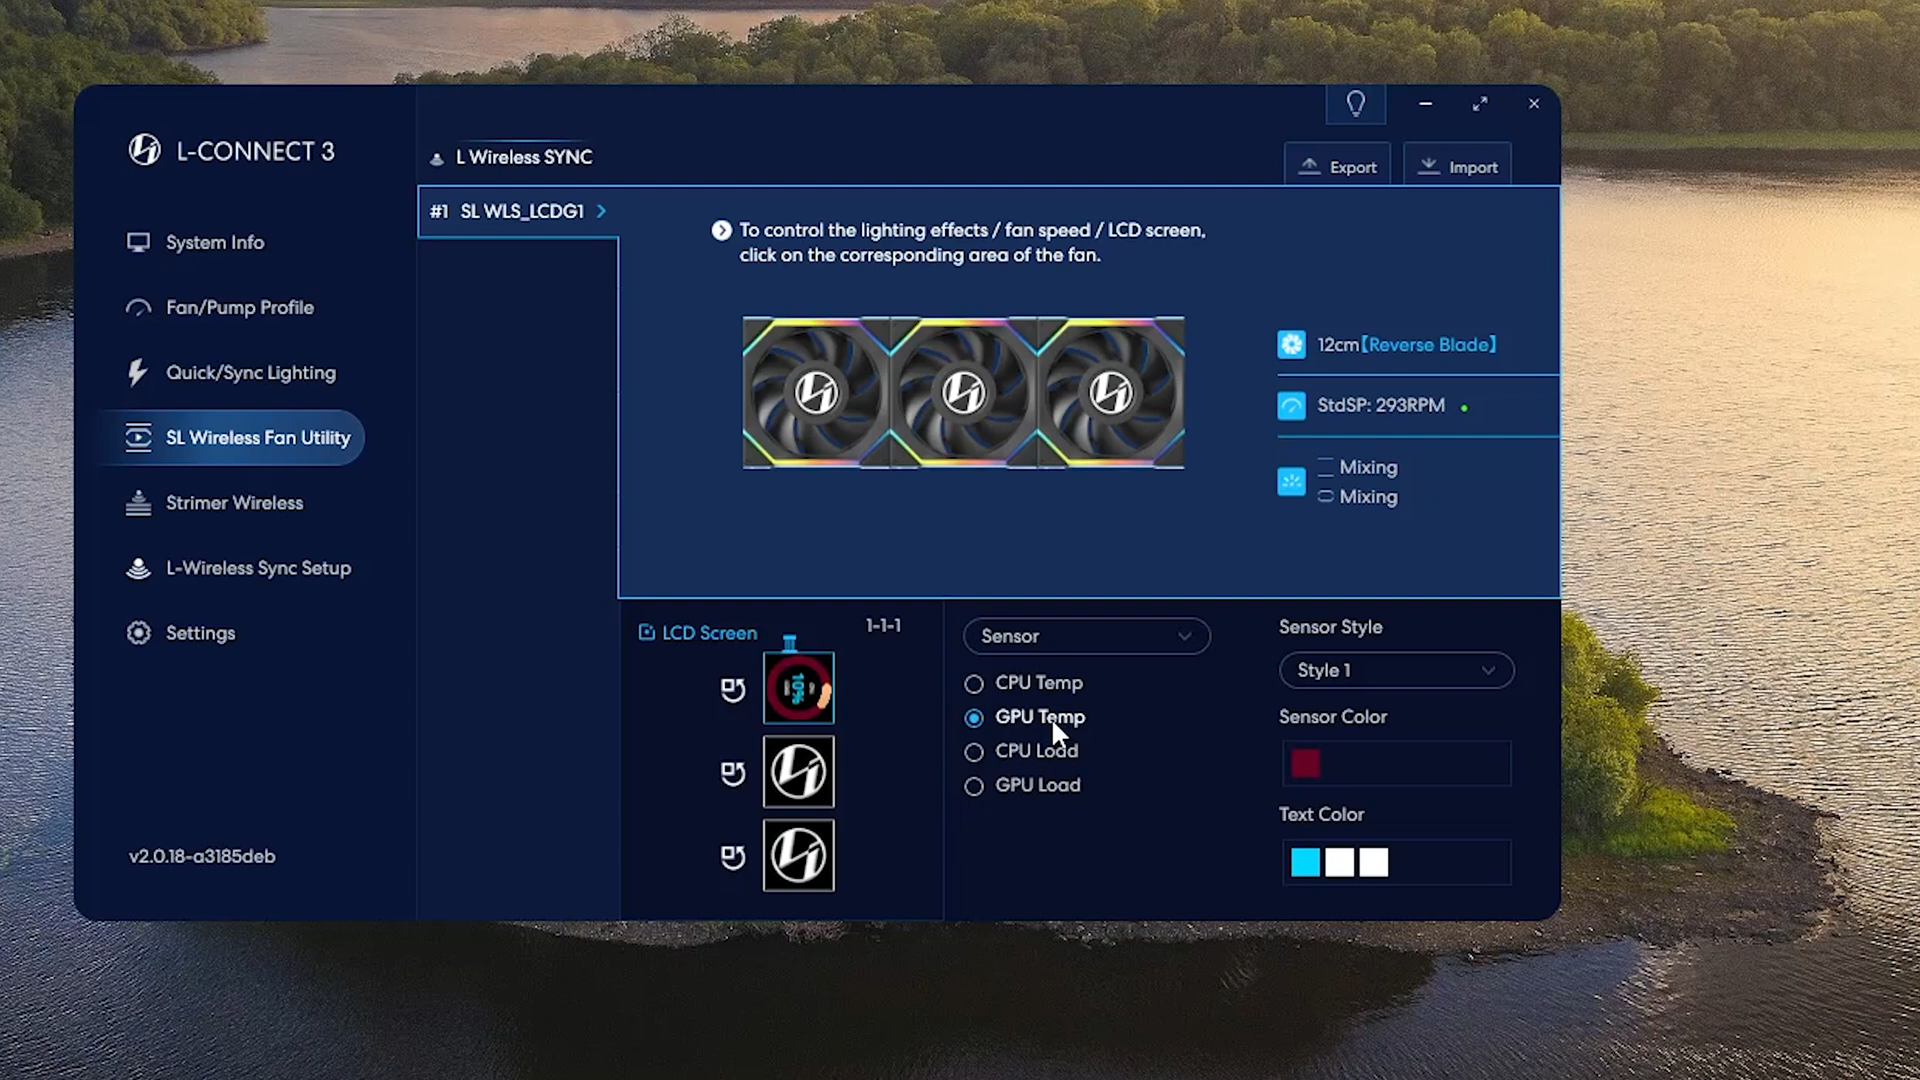 L-CONNECT 3
System Info
Fan/Pump Profile
Quick/Sync Lighting
SL Wireless Fan Utility
Strimer Wireless
L-Wireless Sync Setup
Settings
v2.0.18-a3185deb
L Wireless SYNC
Export
Import
#1 SL WLS_LCDG1
To control the lighting effects / fan speed / LCD screen,
click on the corresponding area of the fan.
12cm【Reverse Blade】
StdSP: 293RPM
Mixing
Mixing
LCD Screen
1-1-1
Sensor
CPU Temp
GPU Temp
CPU Load
GPU Load
Sensor Style
Style 1
Sensor Color
Text Color